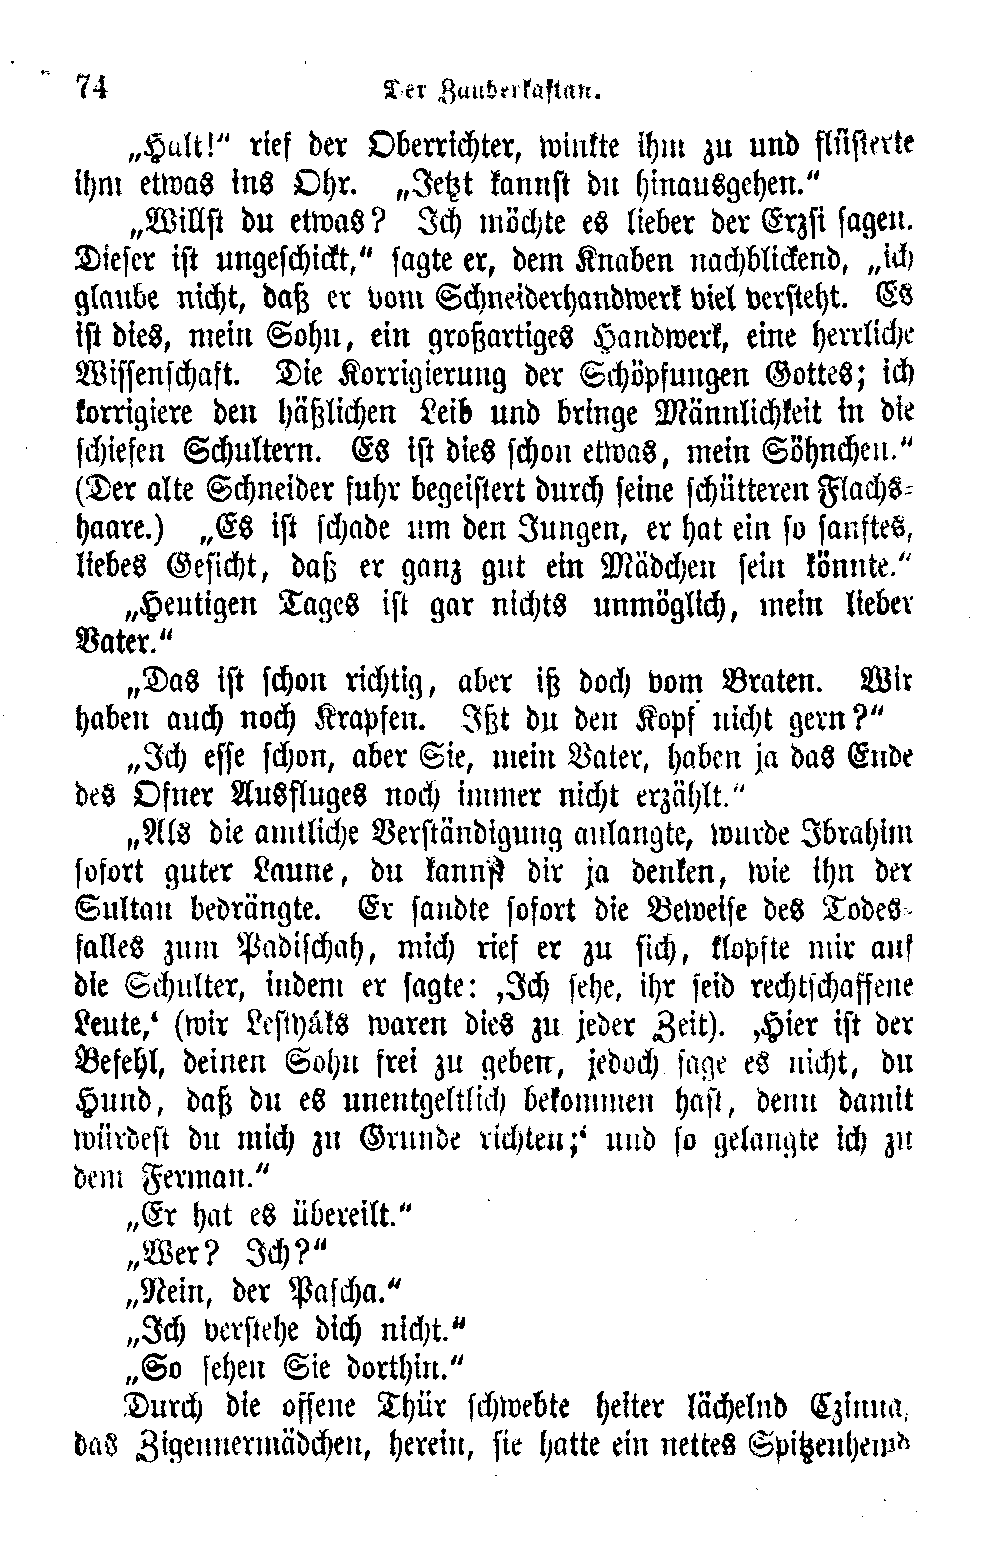 74 Der Zauberkaftan.
„Halt!“ rief der Oberrichter, winkte ihm zu und flüsterte
ihm etwas ins Ohr. „Jetzt kannst du hinausgehen.“
„Willst du etwas? Ich möchte es lieber der Erzsi sagen.
Dieser ist ungeschickt,“ sagte er, dem Knaben nachblickend, „ich
glaube nicht, daß er vom Schneiderhandwerk viel versteht. Es
ist dies, mein Sohn, ein großartiges Handwerk, eine herrliche
Wissenschaft. Die Korrigierung der Schöpfungen Gottes; ich
korrigiere den häßlichen Leib und bringe Männlichkeit in die
schiefen Schultern. Es ist dies schon etwas, mein Söhnchen.“
(Der alte Schneider fuhr begeistert durch seine schütteren Flachs-
haare.) „Es ist schade um den Jungen, er hat ein so sanftes,
liebes Gesicht, daß er ganz gut ein Mädchen sein könnte.“
„Heutigen Tages ist gar nichts unmöglich, mein lieber
Vater.“
„Das ist schon richtig, aber iß doch vom Braten. Wir
haben auch noch Krapfen. Ißt du den Kopf nicht gern?“
„Ich esse schon, aber Sie, mein Vater, haben ja das Ende
des Ofner Ausfluges noch immer nicht erzählt.“
„Als die amtliche Verständigung anlangte, wurde Ibrahim
sofort guter Laune, du kannst dir ja denken, wie ihn der
Sultan bedrängte. Er sandte sofort die Beweise des Todes-
falles zum Padischah, mich rief er zu sich, klopfte mir auf
die Schulter, indem er sagte: ‚Ich sehe, ihr seid rechtschaffene
Leute,‘ (wir Lestyáks waren dies zu jeder Zeit). ‚Hier ist der
Befehl, deinen Sohn frei zu geben, jedoch sage es nicht, du
Hund, daß du es unentgeltlich bekommen hast, denn damit
würdest du mich zu Grunde richten;‘ und so gelangte ich zu
dem Ferman.“
„Er hat es übereilt.“
„Wer? Ich?“
„Nein, der Pascha.“
„Ich verstehe dich nicht.“
„So sehen Sie dorthin.“
Durch die offene Thür schwebte heiter lächelnd Czinna,
das Zigeunermädchen, herein, sie hatte ein nettes Spitzenhemd